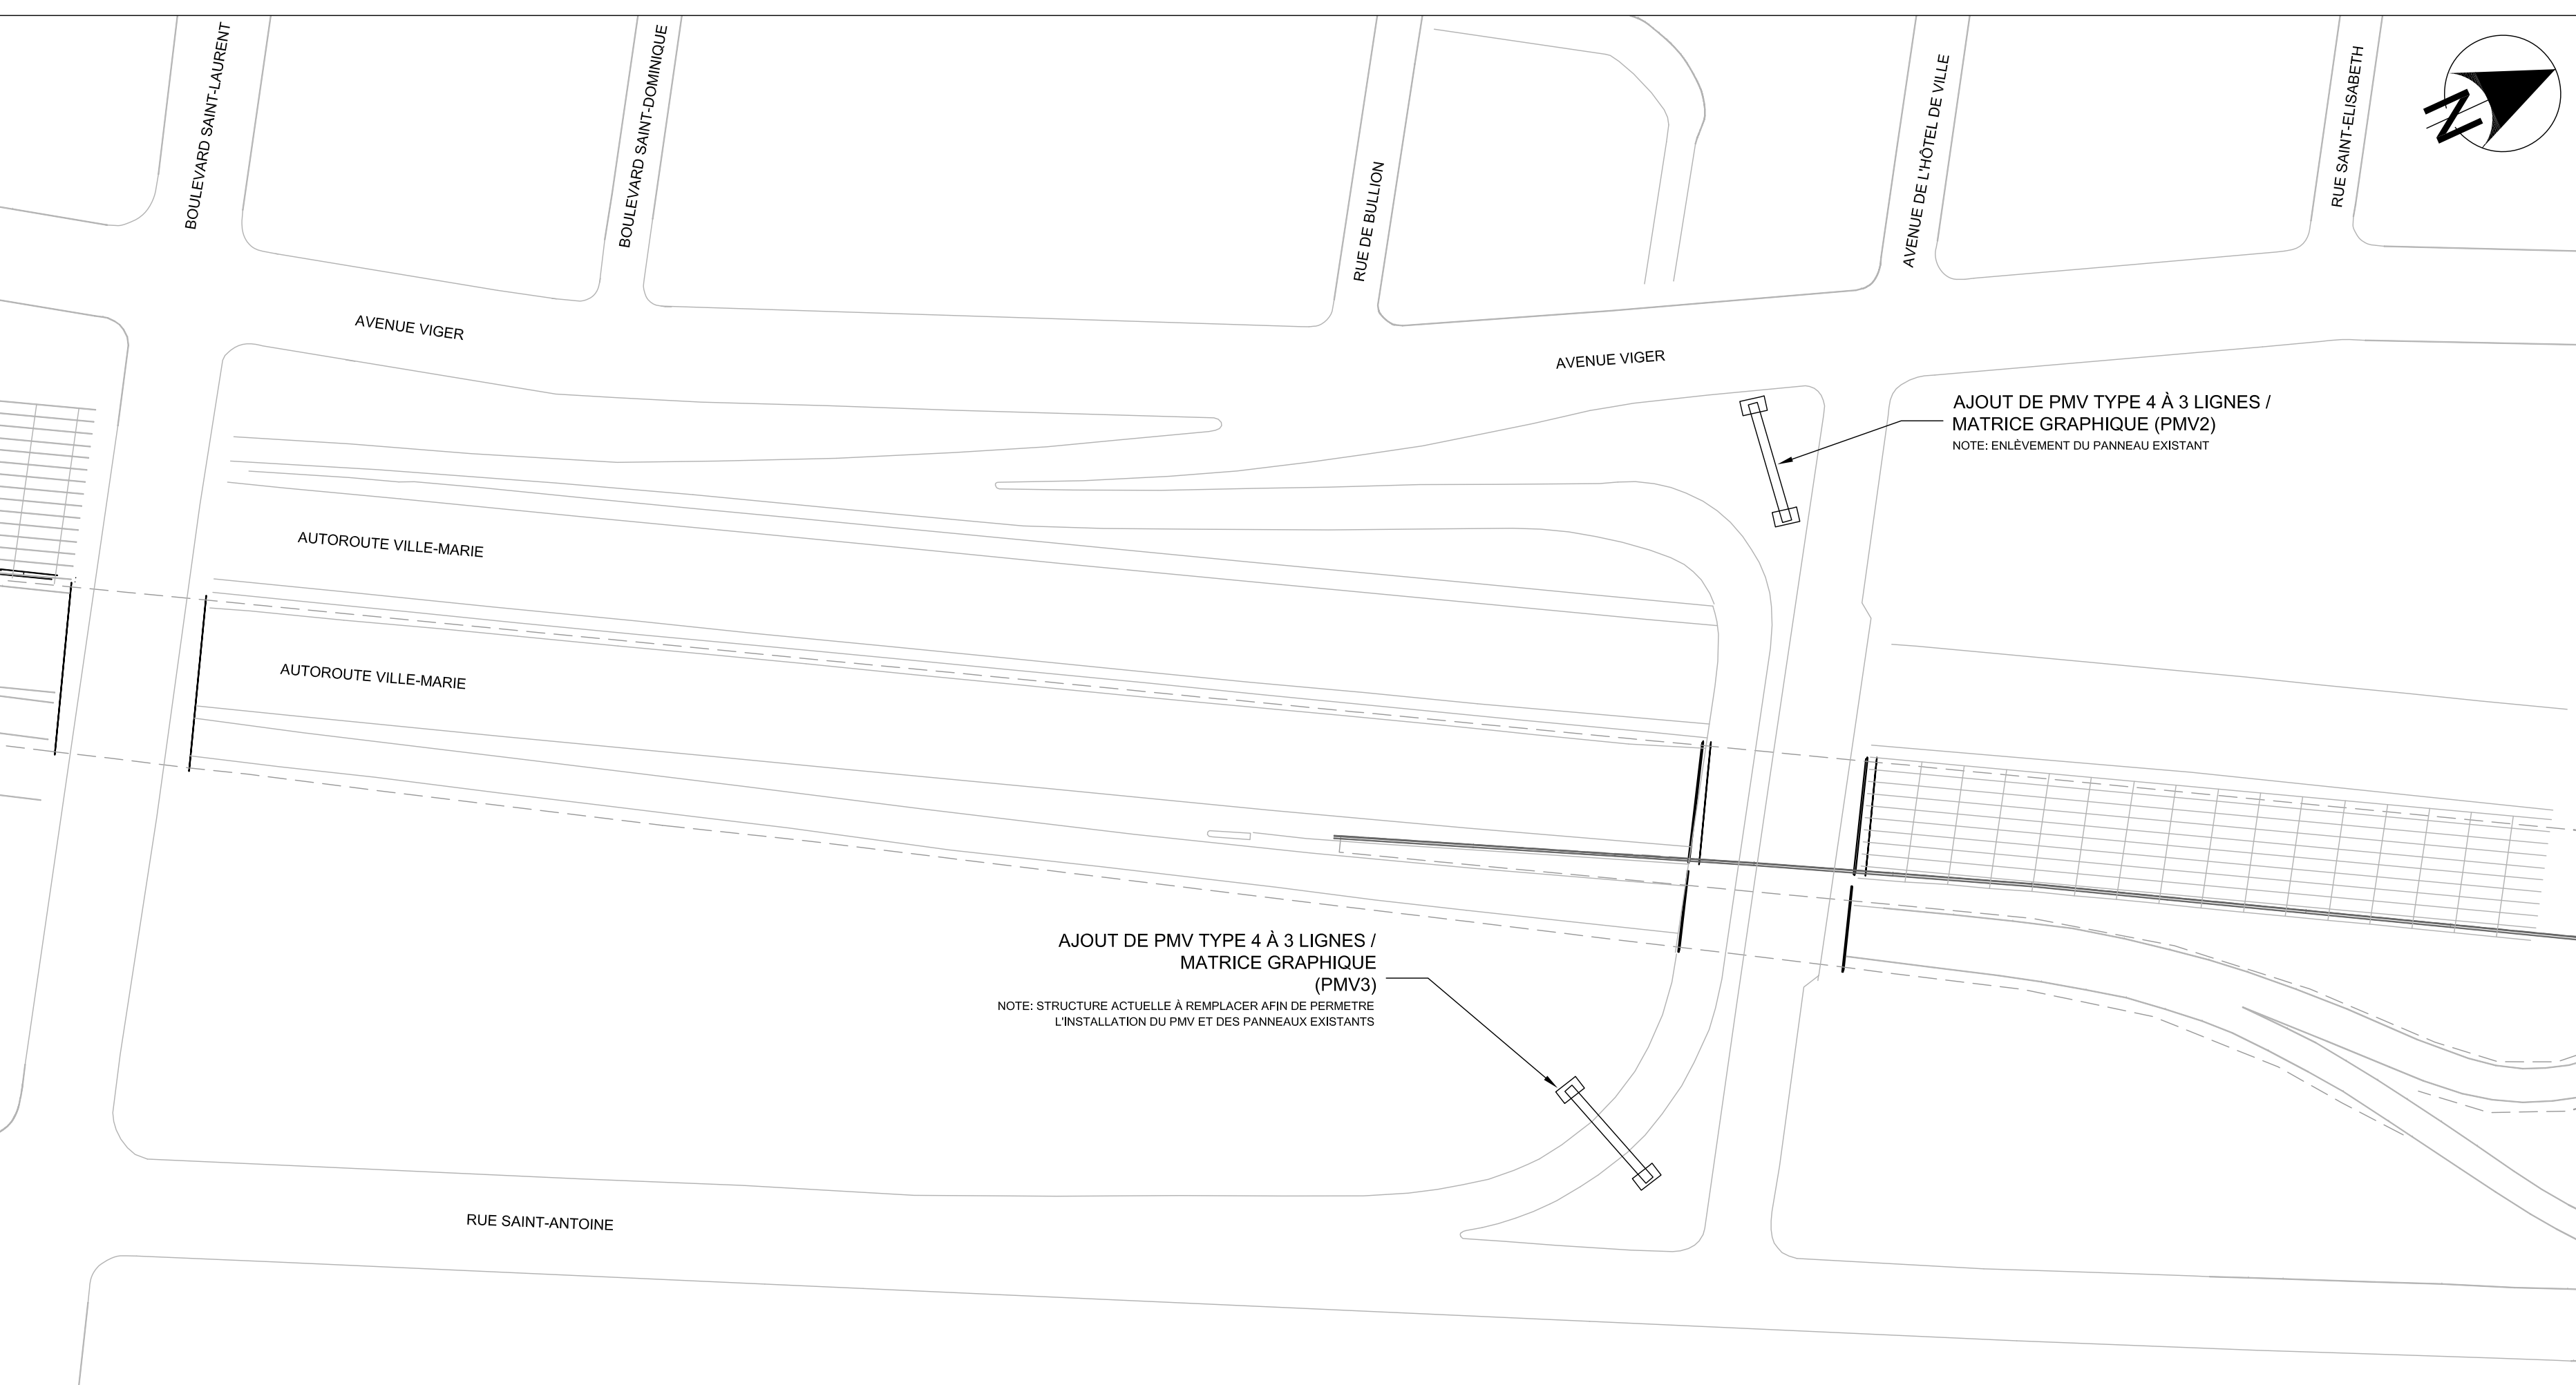 BOULEVARD SAINT-LAURENT
BOULEVARD SAINT-DOMINIQUE
RUE DE BULLION
AVENUE DE L'HÔTEL DE VILLE
RUE SAINT-ELISABETH
N
AVENUE VIGER
AVENUE VIGER
AJOUT DE PMV TYPE 4 À 3 LIGNES /
MATRICE GRAPHIQUE (PMV2)
NOTE: ENLÈVEMENT DU PANNEAU EXISTANT
AUTOROUTE VILLE-MARIE
AUTOROUTE VILLE-MARIE
AJOUT DE PMV TYPE 4 À 3 LIGNES /
MATRICE GRAPHIQUE
(PMV3)
NOTE: STRUCTURE ACTUELLE À REMPLACER AFIN DE PERMETRE
L'INSTALLATION DU PMV ET DES PANNEAUX EXISTANTS
RUE SAINT-ANTOINE